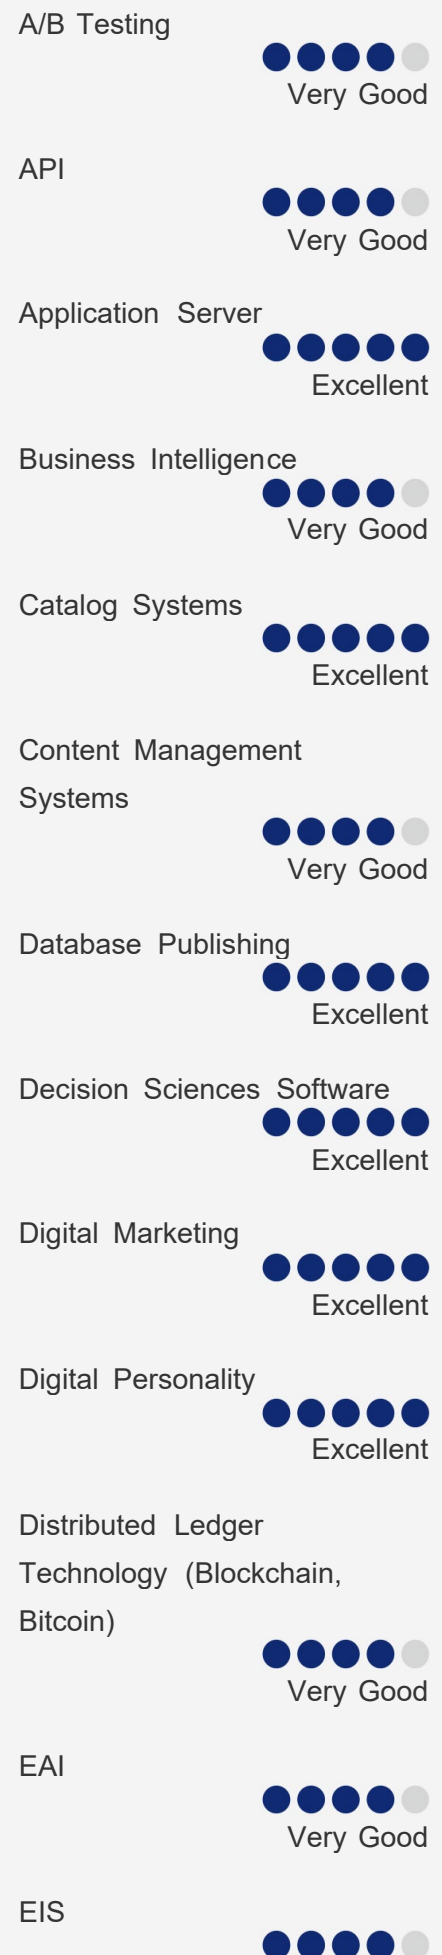 A/B Testing
Very Good
API
Very Good
Application Server
Excellent
Business Intelligence
Very Good
Catalog Systems
Excellent
Content Management
Systems
Very Good
Database Publishing
Excellent
Decision Sciences Software
Excellent
Digital Marketing
Excellent
Digital Personality
Excellent
Distributed Ledger
Technology (Blockchain,
Bitcoin)
Very Good
EAI
Very Good
EIS